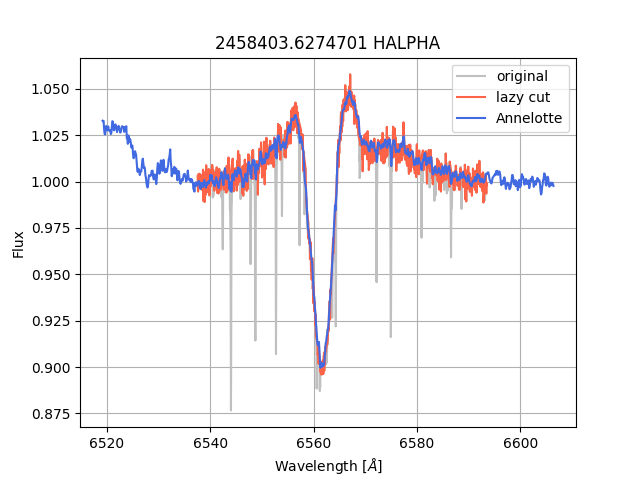 2458403.6274701 HALPHA
original
lazy cut
Annelotte
1.050
1.025
1.000
0.975
0.950
0.925
0.900
0.875
Flux
6520 6540 6560 6580 6600
Wavelength [Å]